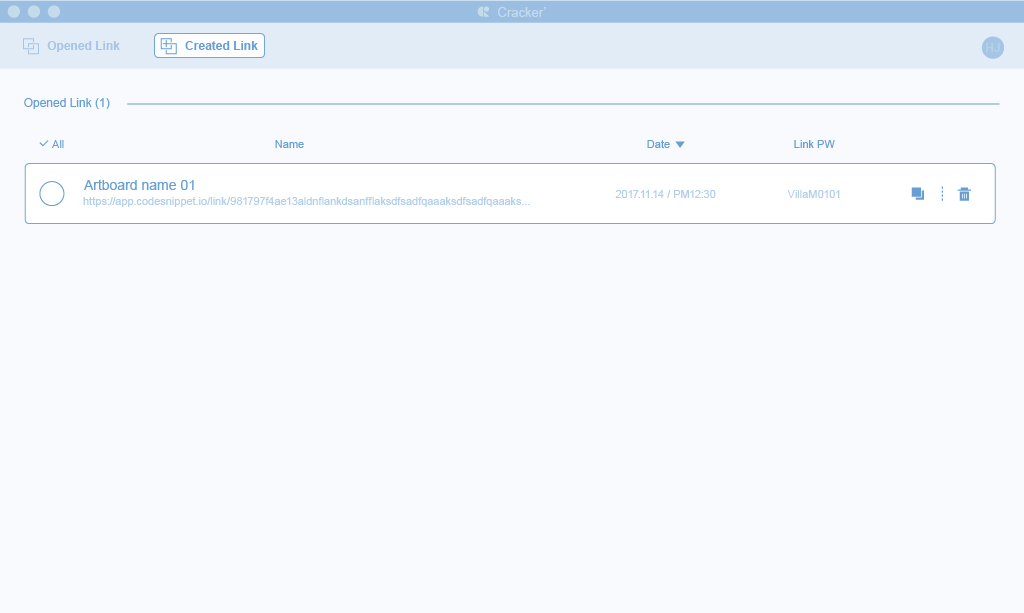 Cracker'
Opened Link
Created Link
HJ
Opened Link (1)
All
Name
Date
Link PW
Artboard name 01
https://app.codesnippet.io/link/981797f4ae13aldnflankdsanfflaksdfsadfqaaaksdfsadfqaaaks...
2017.11.14 / PM12:30
VillaM0101